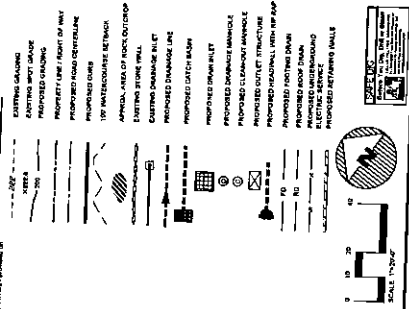 EXISTING GRADING
EXISTING SPOT GRADE
PROPOSED GRADING
PROPERTY LINE / RIGHT OF WAY
PROPOSED ROAD CENTERLINE
PROPOSED CURB
100' WATERCOURSE SETBACK
APPROX. AREA OF ROCK OUTCROP
EXISTING STONE WALL
EXISTING DRAINAGE INLET
PROPOSED DRAINAGE LINE
PROPOSED CATCH BASIN
PROPOSED DRAIN INLET
PROPOSED DRAINAGE MANHOLE
PROPOSED CLEANOUT MANHOLE
PROPOSED OUTLET STRUCTURE
PROPOSED HEADWALL WITH RIP RAP
FD PROPOSED FOOTING DRAIN
RD PROPOSED ROOF DRAIN
PROPOSED UNDERGROUND
ELECTRIC SERVICE
PROPOSED RETAINING WALLS
N
0 10 20 40
SCALE 1"=20'-0"
SAFE DIG